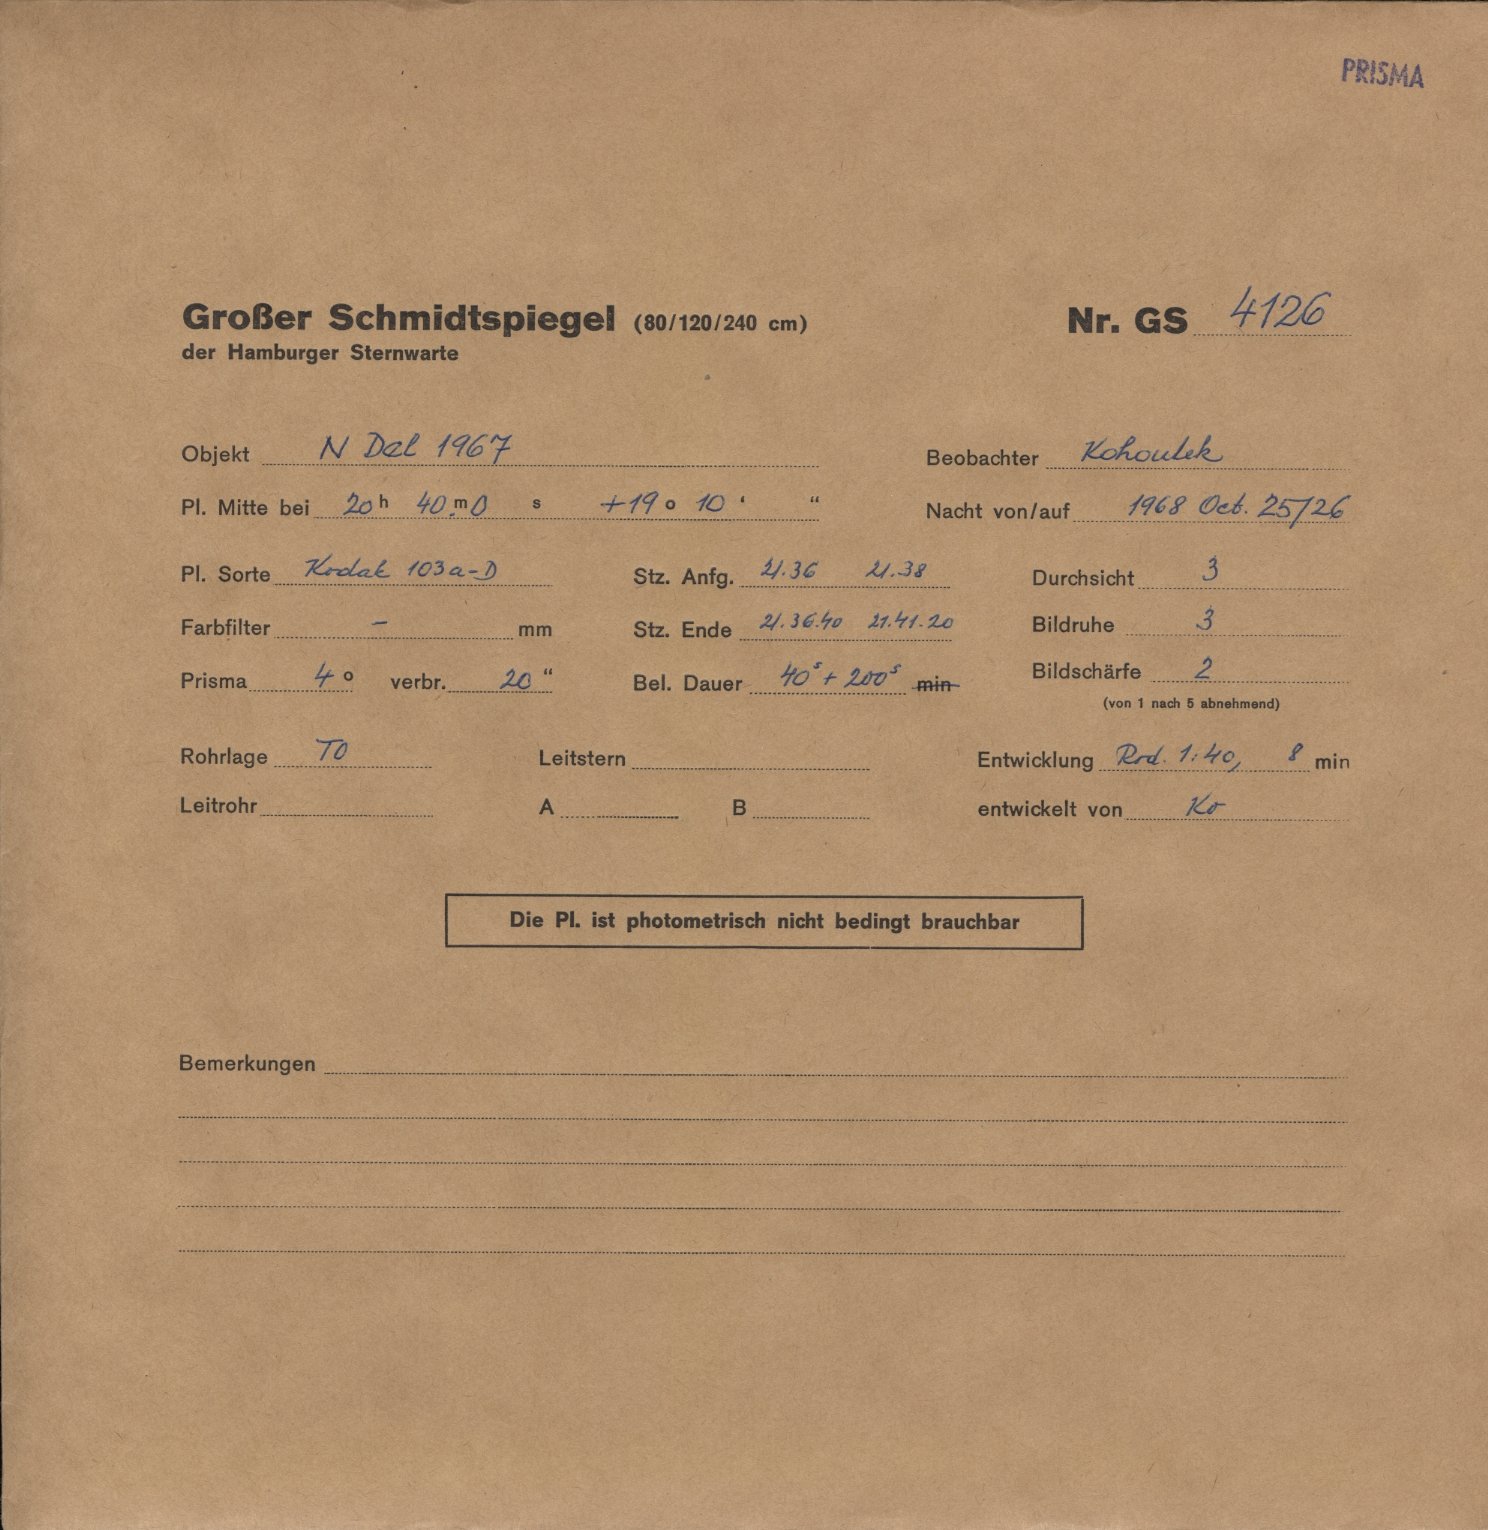 PRISMA
Großer Schmidtspiegel (80/120/240 cm) Nr. GS 4126
der Hamburger Sternwarte
Objekt N Del 1967 Beobachter Kohoutek
Pl. Mitte bei 20 h 40. m 0 s +19 o 10 ' “ Nacht von/auf 1968 Oct. 25/26
Pl. Sorte Kodak 103a-D Stz. Anfg. 21.36 21.38 Durchsicht 3
Farbfilter – mm Stz. Ende 21.36.40 21.41.20 Bildruhe 3
Prisma 4 o verbr. 20 “ Bel. Dauer 40s + 200s min Bildschärfe 2
(von 1 nach 5 abnehmend)
Rohrlage TO Leitstern Entwicklung Rod. 1:40, 8 min
Leitrohr A B entwickelt von Ko
Die Pl. ist photometrisch nicht bedingt brauchbar
Bemerkungen